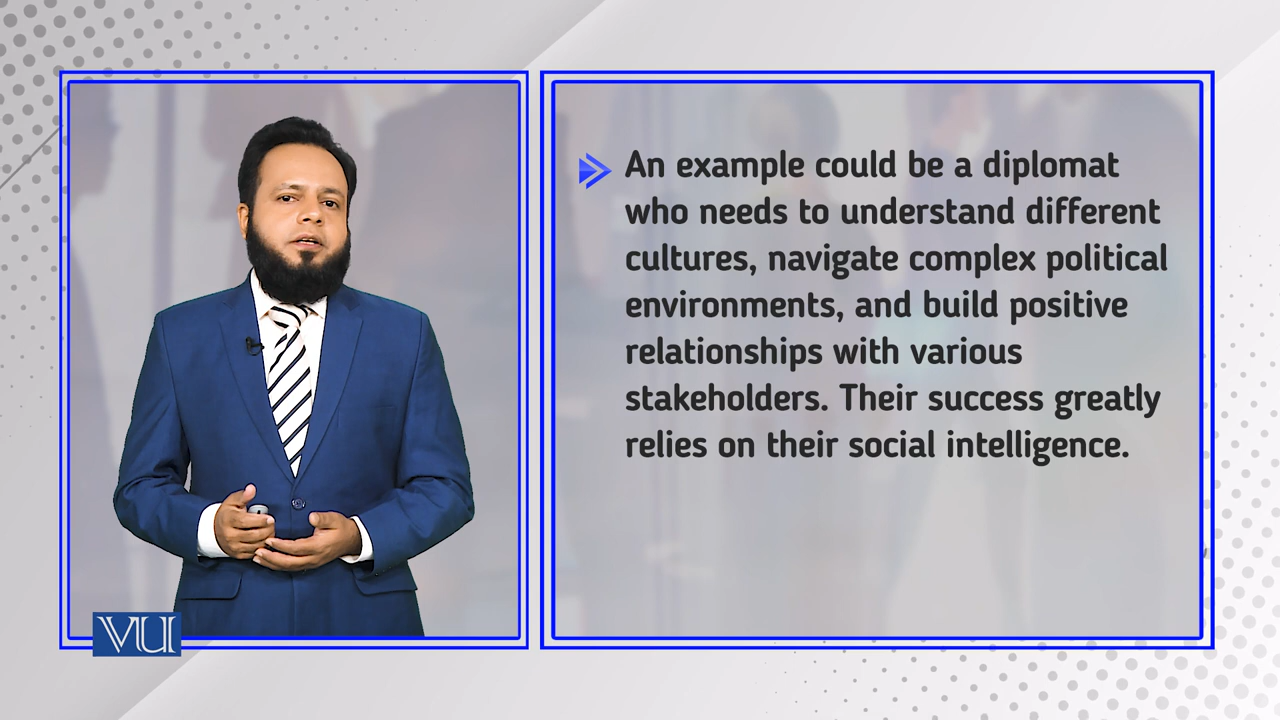 An example could be a diplomat
who needs to understand different
cultures, navigate complex political
environments, and build positive
relationships with various
stakeholders. Their success greatly
relies on their social intelligence.
VU